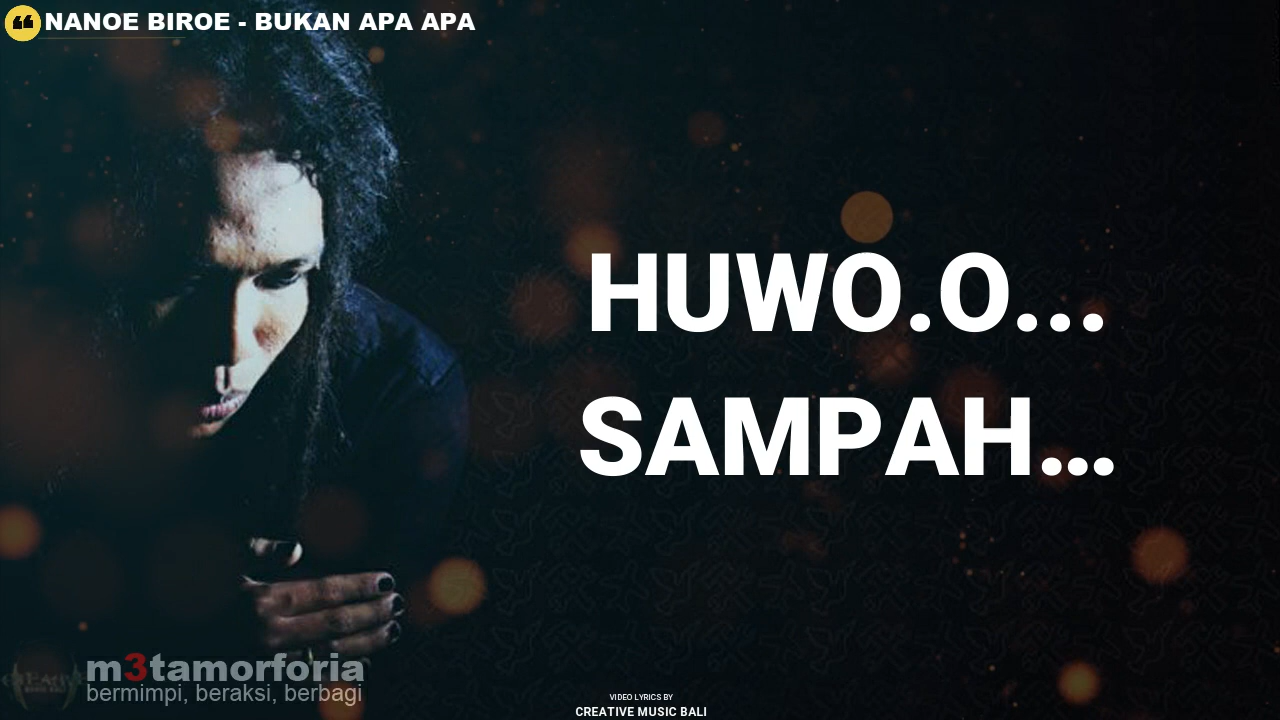 NANOE BIROE - BUKAN APA APA
HUWO.O...
SAMPAH...
m3tamorforia
bermimpi, beraksi, berbagi
VIDEO LYRICS BY
CREATIVE MUSIC BALI